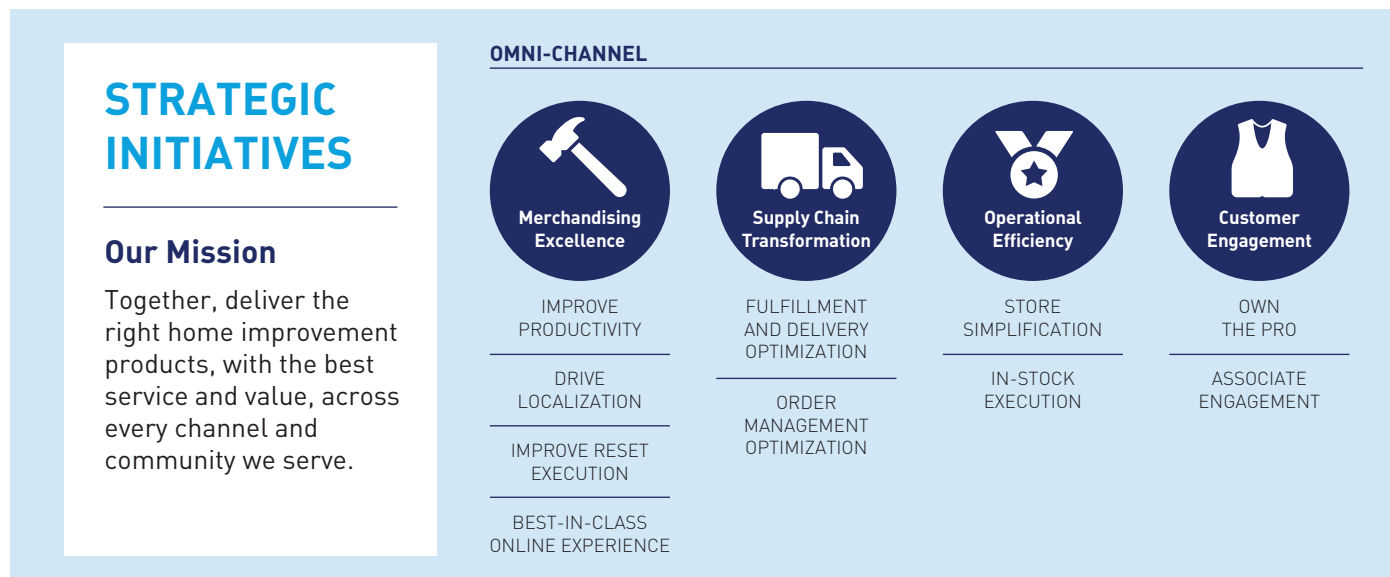 STRATEGIC
INITIATIVES
Our Mission
Together, deliver the
right home improvement
products, with the best
service and value, across
every channel and
community we serve.
OMNI-CHANNEL
Merchandising
Excellence
IMPROVE
PRODUCTIVITY
DRIVE
LOCALIZATION
IMPROVE RESET
EXECUTION
BEST-IN-CLASS
ONLINE EXPERIENCE
Supply Chain
Transformation
FULFILLMENT
AND DELIVERY
OPTIMIZATION
ORDER
MANAGEMENT
OPTIMIZATION
Operational
Efficiency
STORE
SIMPLIFICATION
IN-STOCK
EXECUTION
Customer
Engagement
OWN
THE PRO
ASSOCIATE
ENGAGEMENT